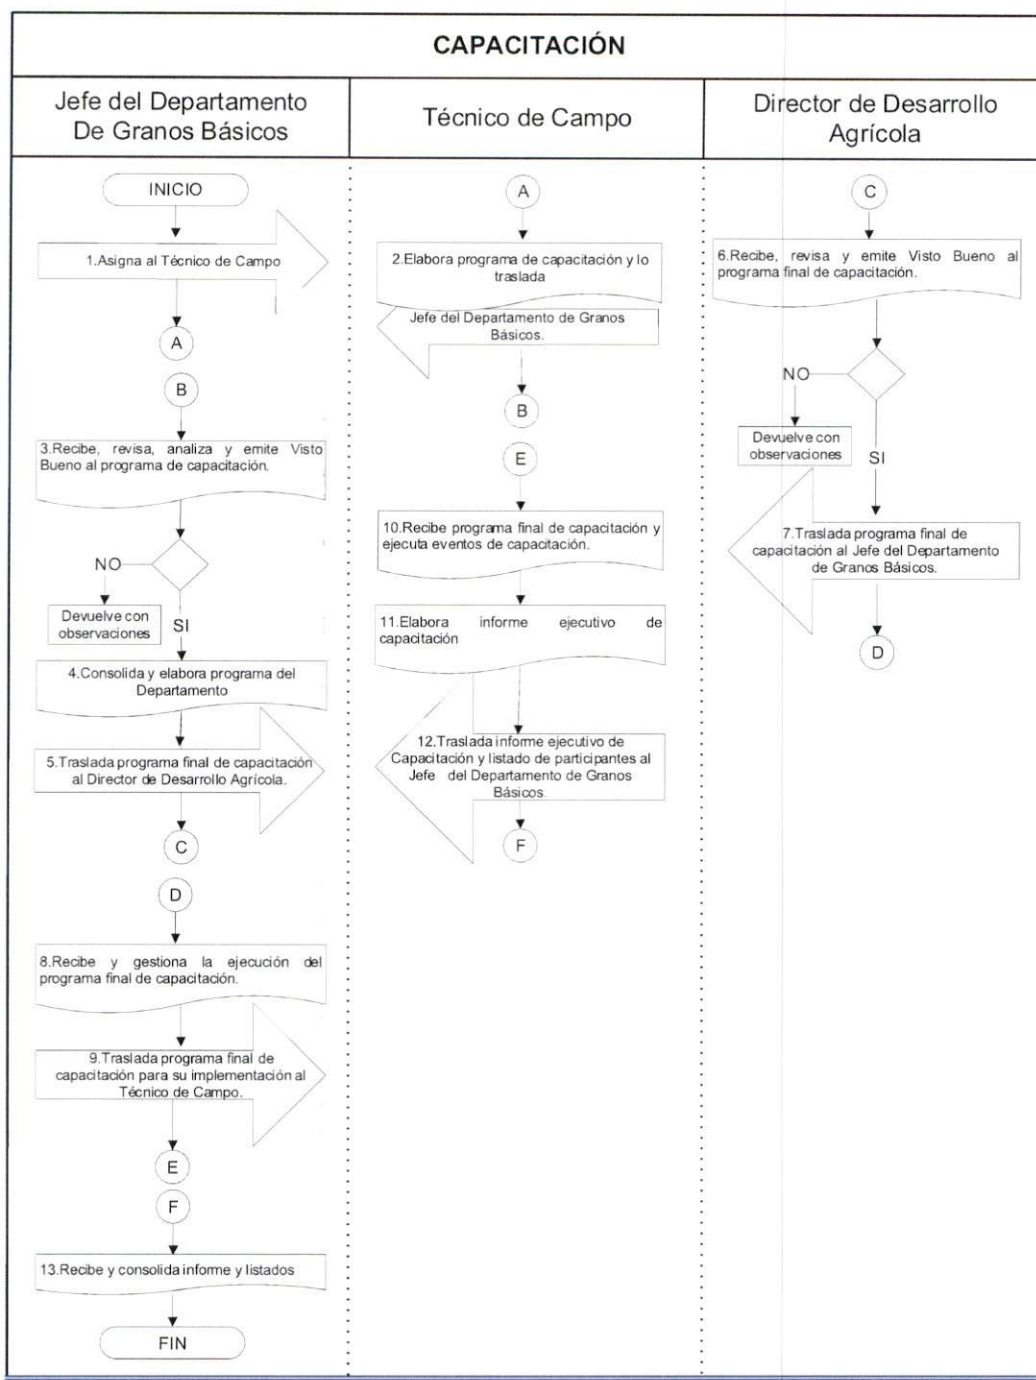 CAPACITACIÓN
Jefe del Departamento
De Granos Básicos
Técnico de Campo
Director de Desarrollo
Agrícola
INICIO
1.Asigna al Técnico de Campo
A
B
3.Recibe, revisa, analiza y emite Visto
Bueno al programa de capacitación.
NO
Devuelve con
observaciones
SI
4.Consolida y elabora programa del
Departamento
5.Traslada programa final de capacitación
al Director de Desarrollo Agrícola.
C
D
8.Recibe y gestiona la ejecución del
programa final de capacitación.
9.Traslada programa final de
capacitación para su implementación al
Técnico de Campo.
E
F
13.Recibe y consolida informe y listados
FIN
A
2.Elabora programa de capacitación y lo
traslada
Jefe del Departamento de Granos
Básicos.
B
E
10.Recibe programa final de capacitación y
ejecuta eventos de capacitación.
11.Elabora informe ejecutivo de
capacitación
12.Traslada informe ejecutivo de
Capacitación y listado de participantes al
Jefe del Departamento de Granos
Básicos.
F
C
6.Recibe, revisa y emite Visto Bueno al
programa final de capacitación.
NO
Devuelve con
observaciones
SI
7.Traslada programa final de
capacitación al Jefe del Departamento
de Granos Básicos.
D